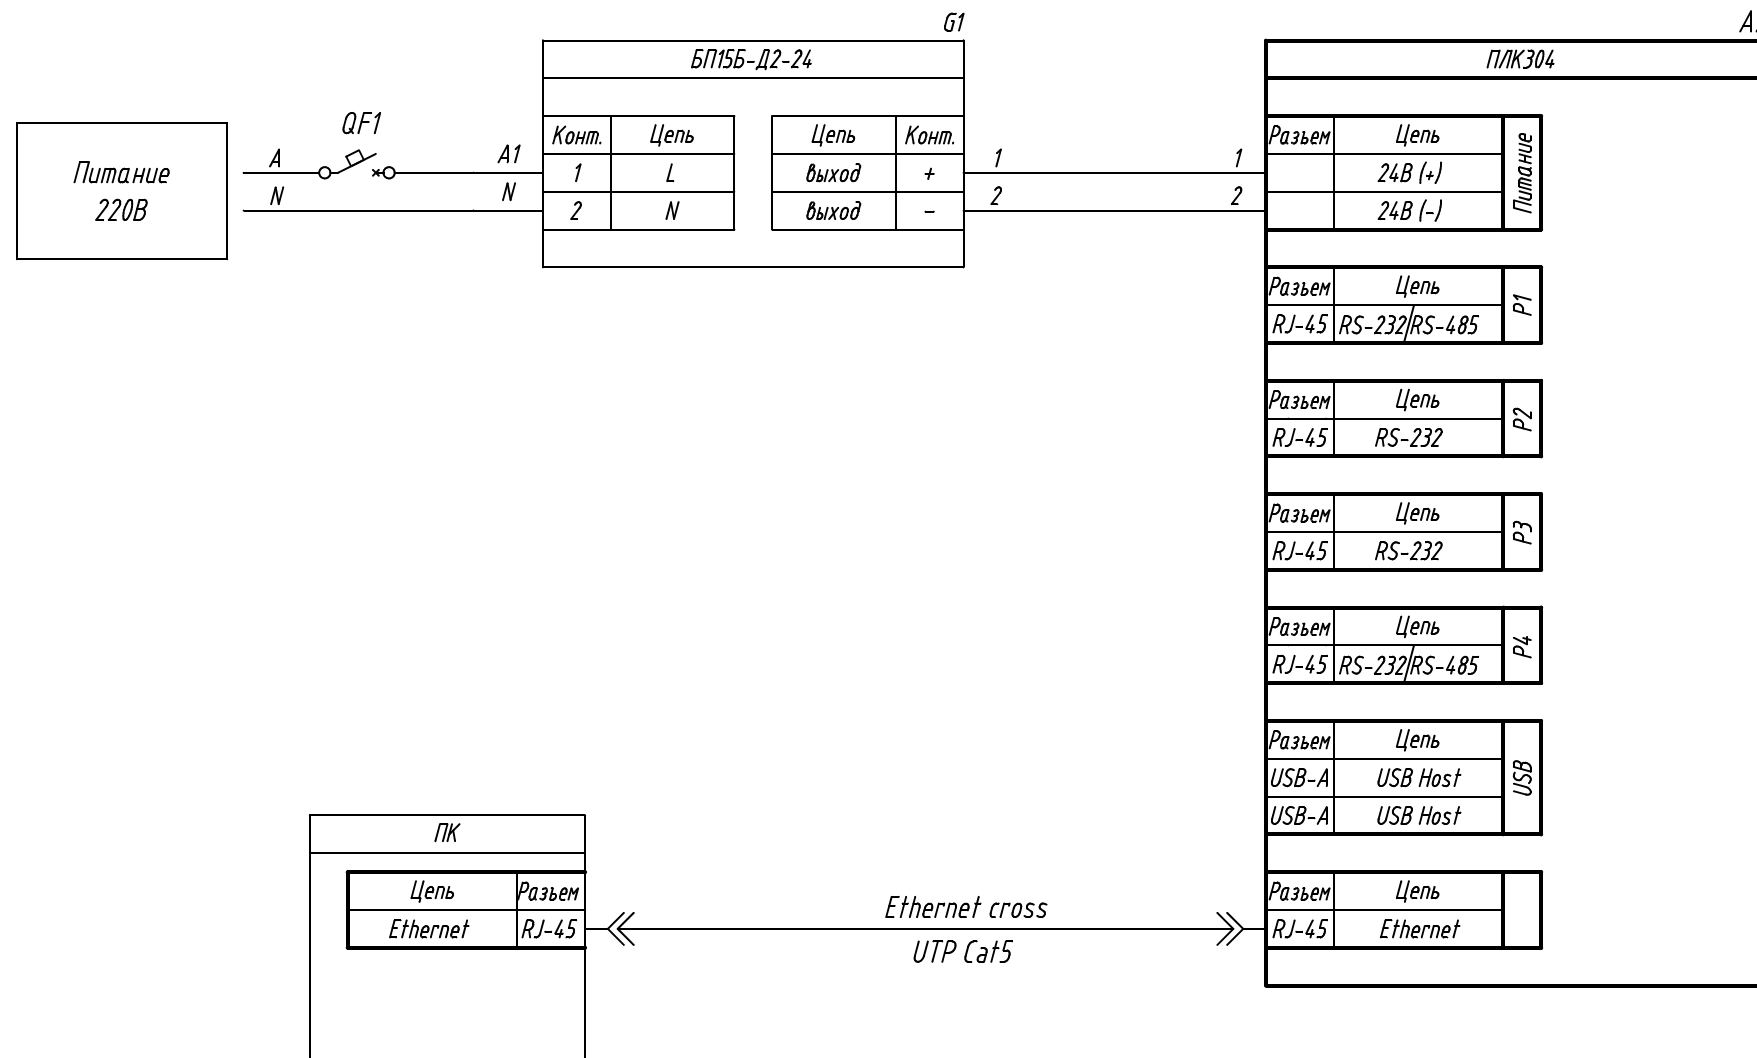 G1
A
БП15Б-Д2-24
ПЛК304
QF1
Питание
220В
A
N
A1
N
Конт. Цепь
1 L
2 N
Цепь Конт.
выход +
выход -
1
2
1
2
Разъем Цепь
24В (+)
24В (-)
Питание
Разъем Цепь
RJ-45 RS-232/RS-485
P1
Разъем Цепь
RJ-45 RS-232
P2
Разъем Цепь
RJ-45 RS-232
P3
Разъем Цепь
RJ-45 RS-232/RS-485
P4
Разъем Цепь
USB-A USB Host
USB-A USB Host
USB
ПК
Цепь Разъем
Ethernet RJ-45
Ethernet cross
UTP Cat5
Разъем Цепь
RJ-45 Ethernet